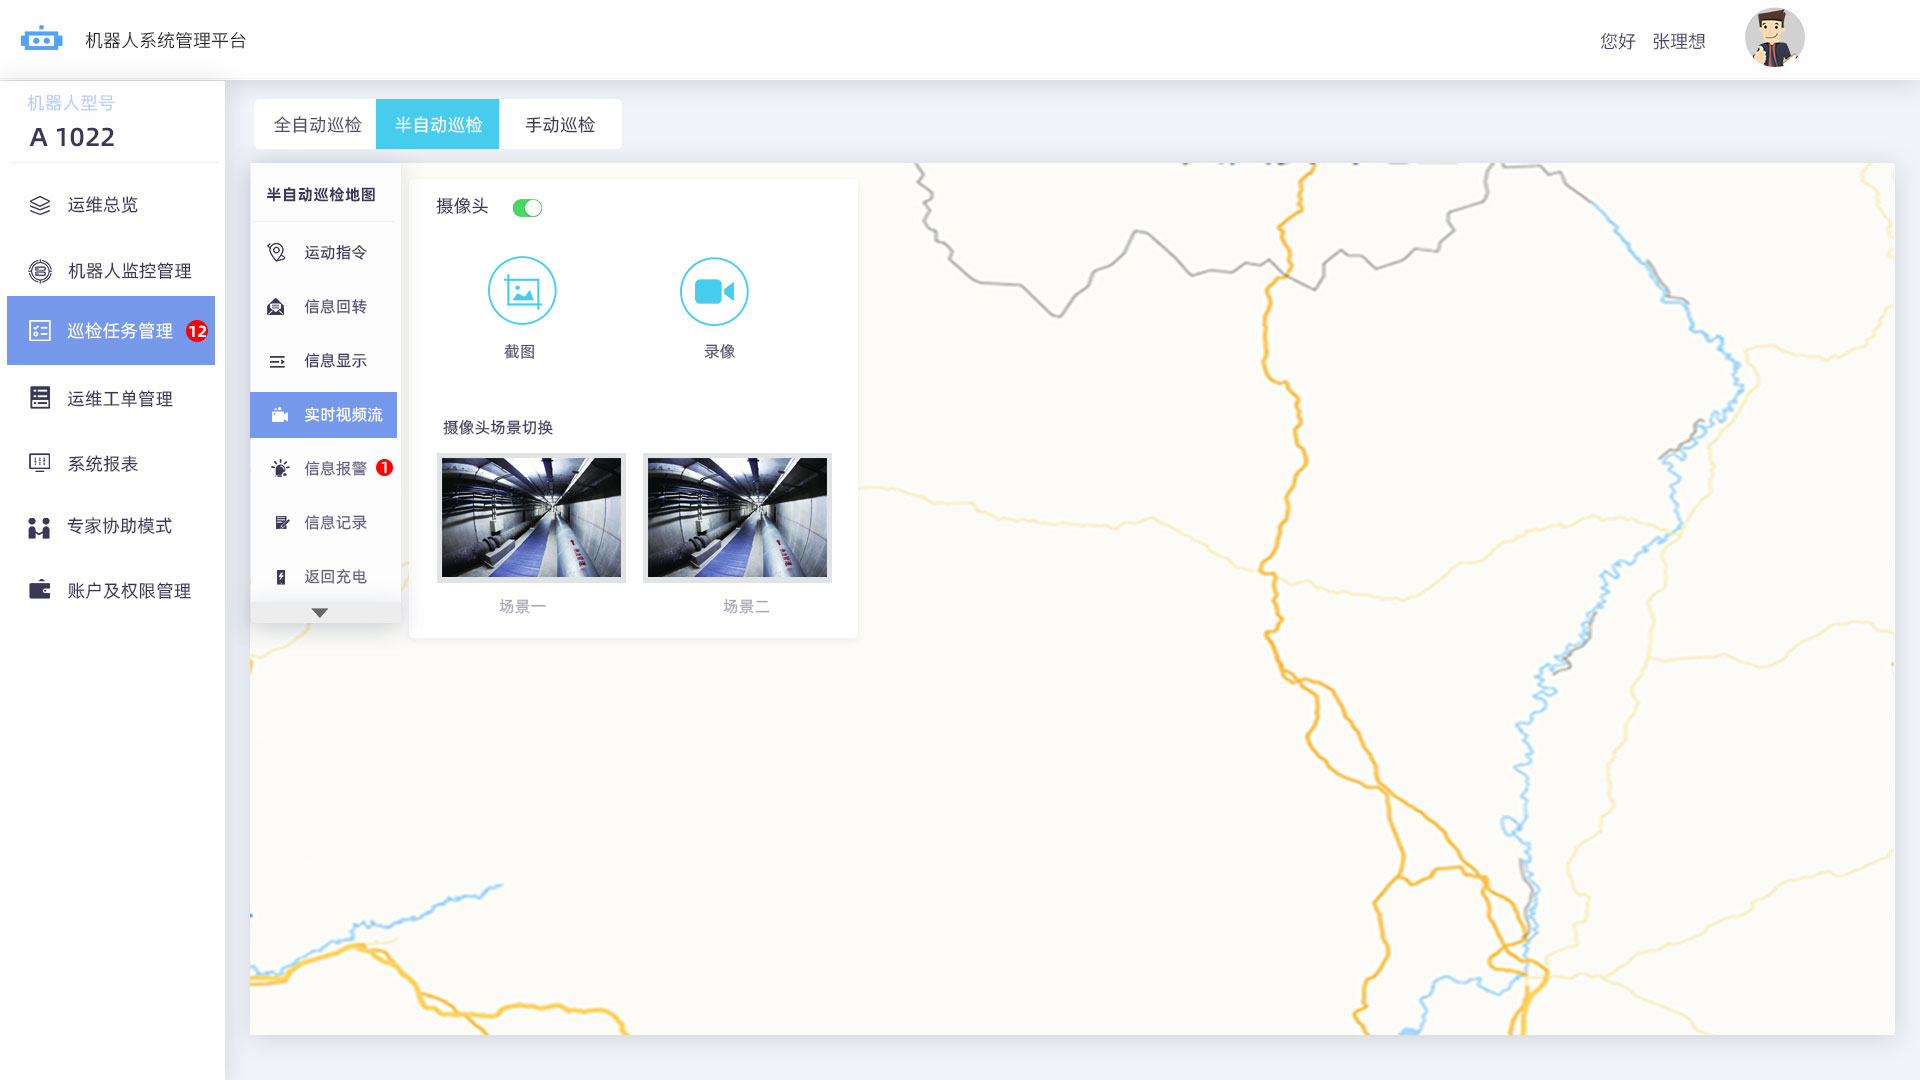 机器人系统管理平台
您好 张理想
机器人型号
A 1022
运维总览
机器人监控管理
巡检任务管理 12
运维工单管理
系统报表
专家协助模式
账户及权限管理
全自动巡检
半自动巡检
手动巡检
半自动巡检地图
运动指令
信息回转
信息显示
实时视频流
信息报警 1
信息记录
返回充电
摄像头
截图
录像
摄像头场景切换
场景一
场景二